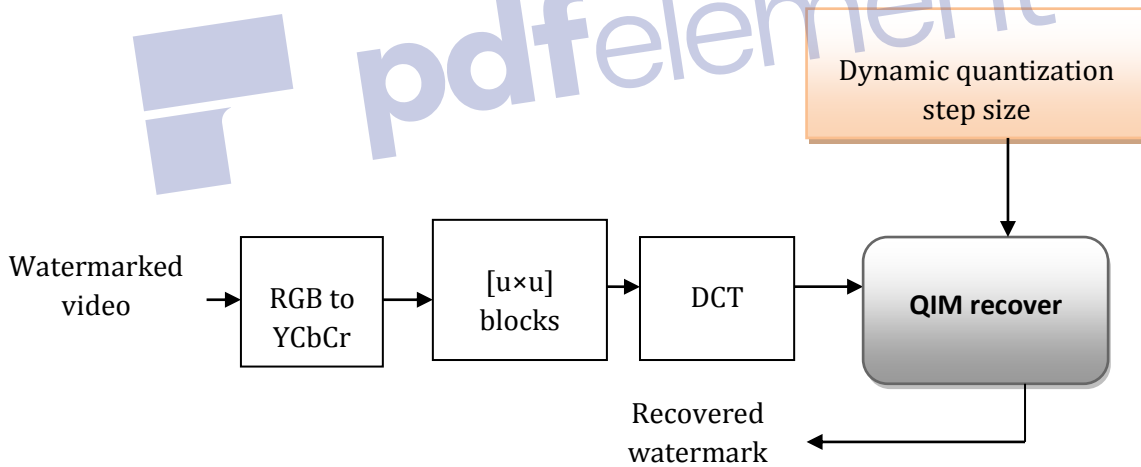 pdfelement
Dynamic quantization
step size
Watermarked
video
RGB to
YCbCr
[u×u]
blocks
DCT
QIM recover
Recovered
watermark